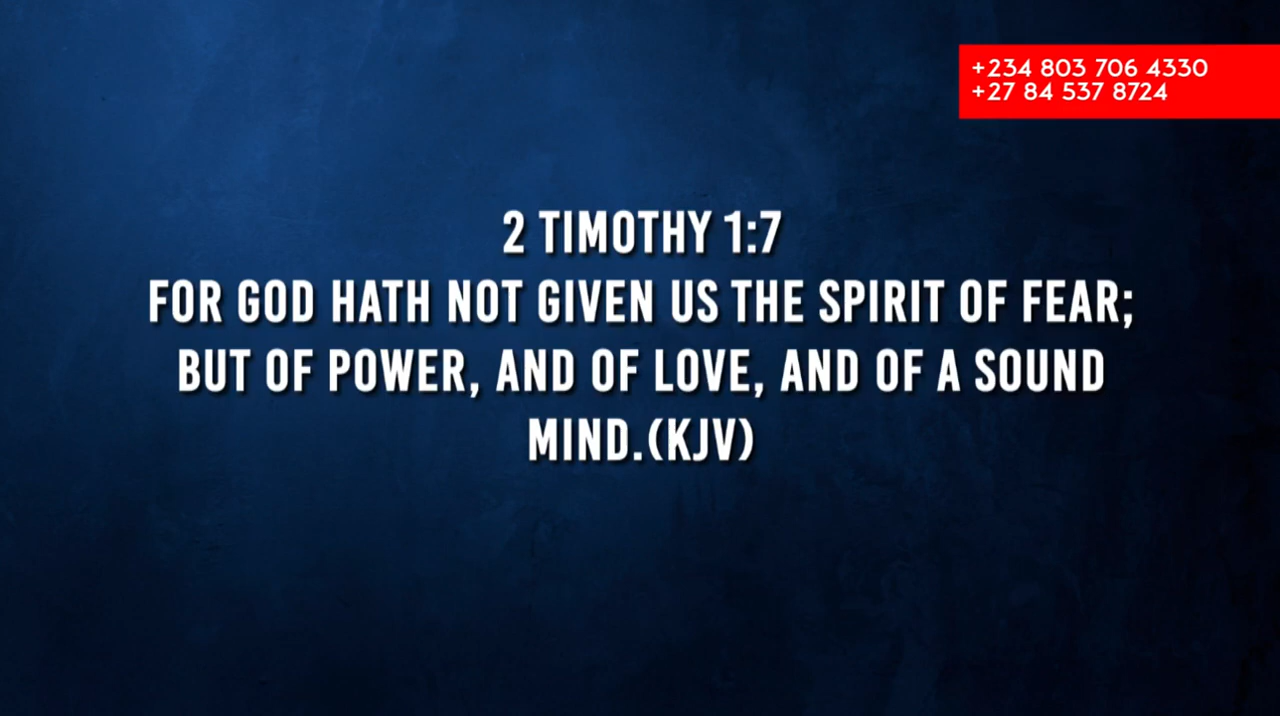 +234 803 706 4330
+27 84 537 8724
2 TIMOTHY 1:7
FOR GOD HATH NOT GIVEN US THE SPIRIT OF FEAR;
BUT OF POWER, AND OF LOVE, AND OF A SOUND
MIND.(KJV)